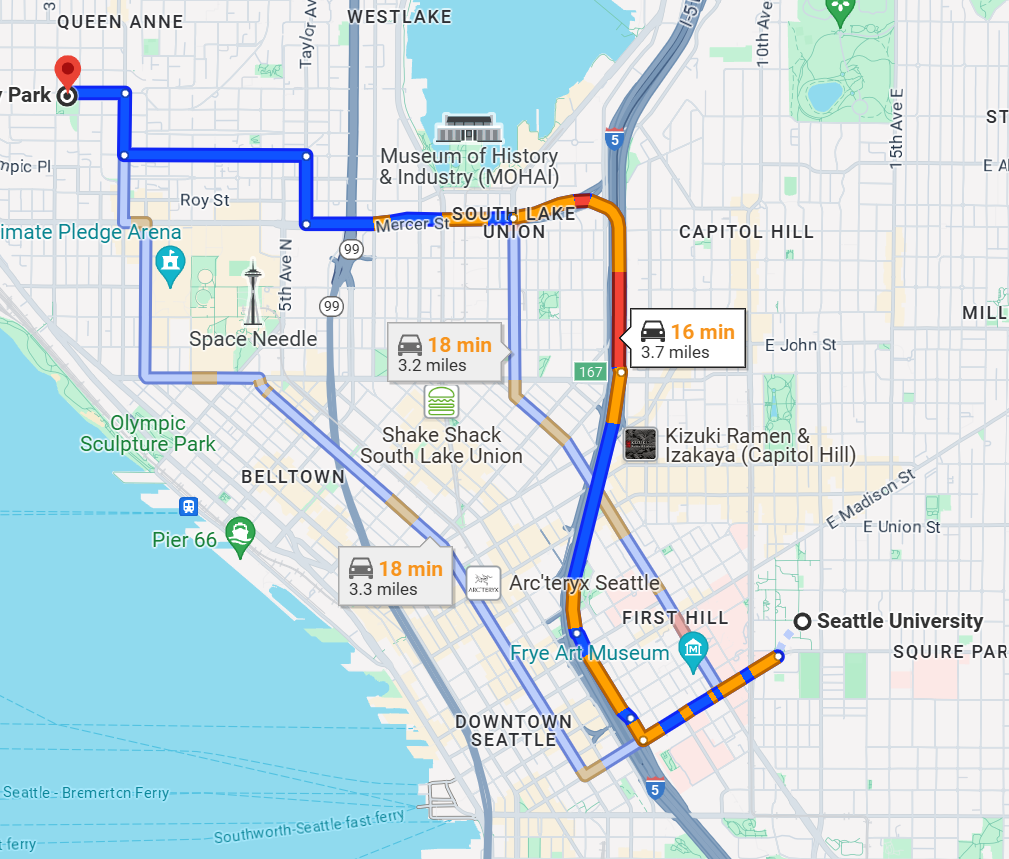 3
QUEEN ANNE
WESTLAKE
Taylor Av
I-5
10th Ave
y Park
5
15th Ave E
ST
Museum of History
& Industry (MOHAI)
mpic Pl
E Al
Roy St
SOUTH LAKE
UNION
Mercer St
imate Pledge Arena
CAPITOL HILL
99
5th Ave N
99
MILL
18 min
3.2 miles
16 min
3.7 miles
Space Needle
E John St
167
Olympic
Sculpture Park
Shake Shack
South Lake Union
Kizuki Ramen &
Izakaya (Capitol Hill)
BELLTOWN
E Madison St
Pier 66
E Union St
18 min
3.3 miles
ARC'TERYX
Arc'teryx Seattle
FIRST HILL
Seattle University
Frye Art Museum
M
SQUIRE PAR
DOWNTOWN
SEATTLE
5
Seattle - Bremerton Ferry
Southworth-Seattle fast ferry
t ferry